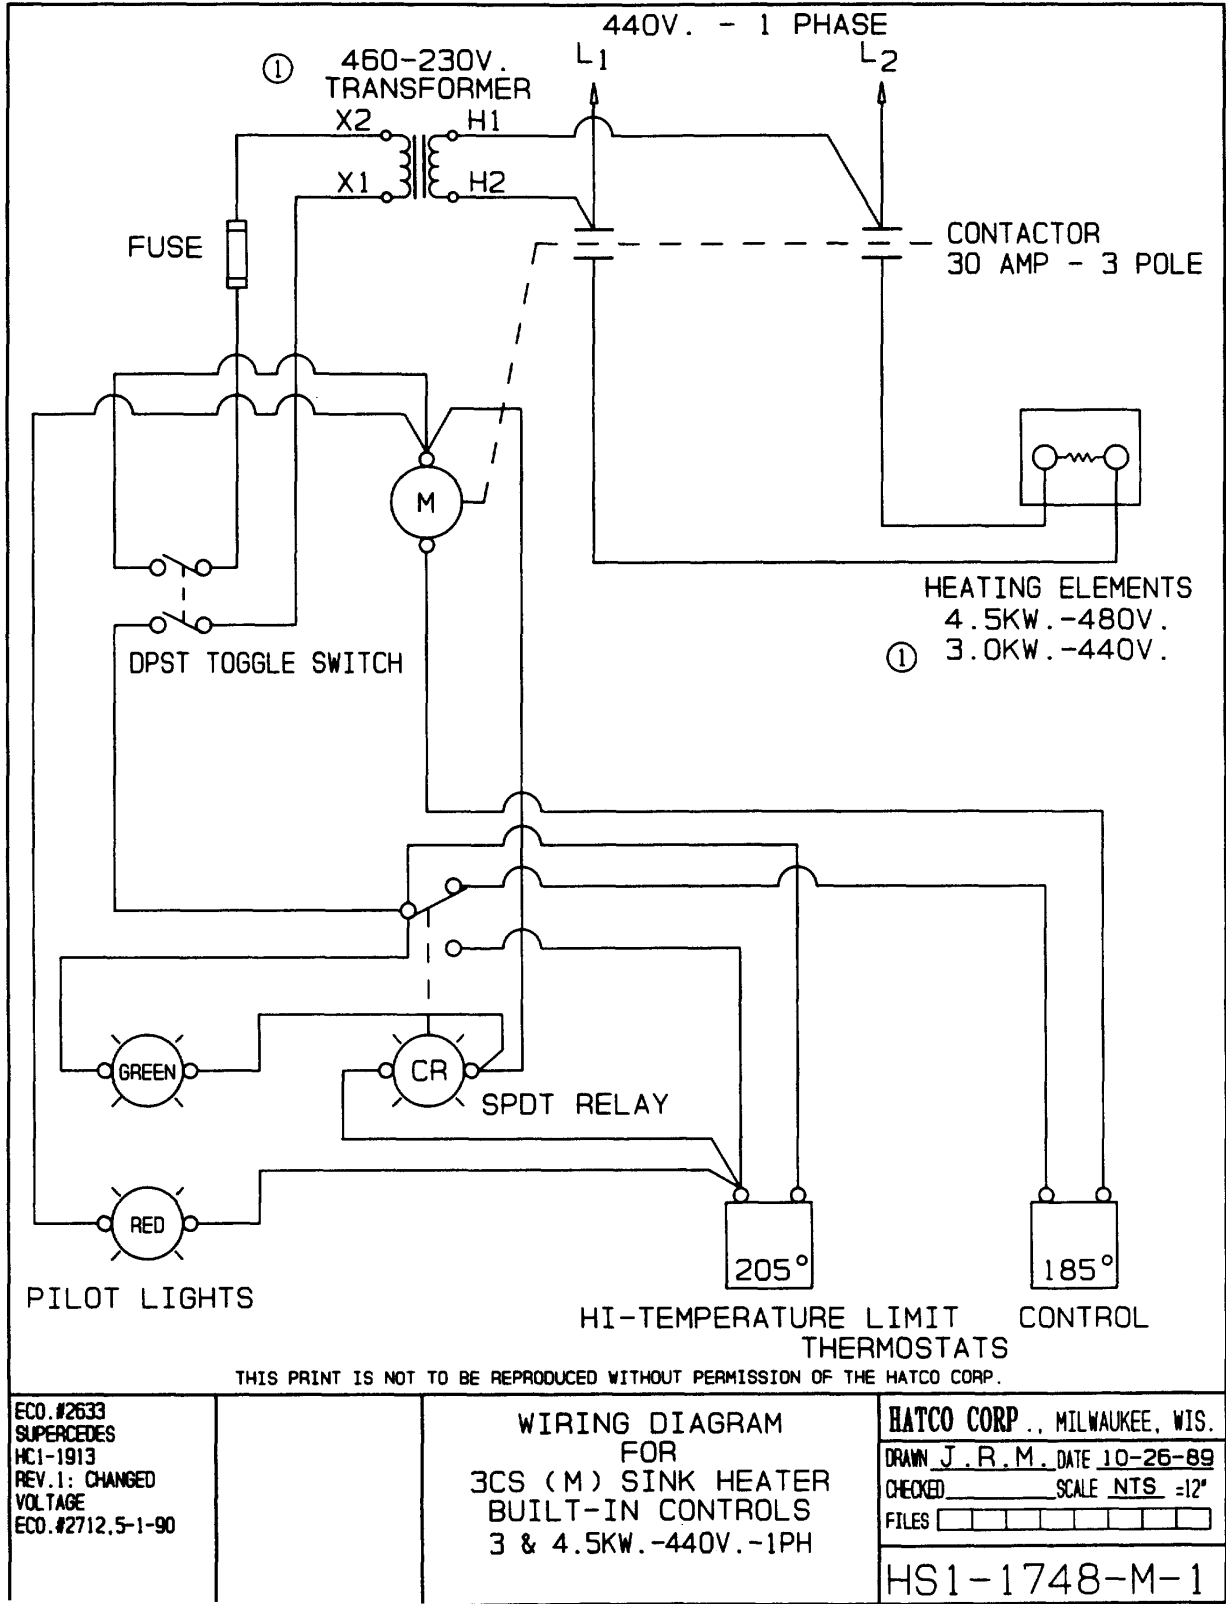 440V. - 1 PHASE
L1
L2
① 460-230V.
TRANSFORMER
X2
H1
X1
H2
FUSE
CONTACTOR
30 AMP - 3 POLE
M
HEATING ELEMENTS
4.5KW.-480V.
① 3.0KW.-440V.
DPST TOGGLE SWITCH
GREEN
CR
SPDT RELAY
RED
205°
185°
PILOT LIGHTS
HI-TEMPERATURE LIMIT
CONTROL
THERMOSTATS
THIS PRINT IS NOT TO BE REPRODUCED WITHOUT PERMISSION OF THE HATCO CORP.
ECO.#2633
SUPERCEDES
HC1-1913
REV.1: CHANGED
VOLTAGE
ECO.#2712,5-1-90
WIRING DIAGRAM
FOR
3CS (M) SINK HEATER
BUILT-IN CONTROLS
3 & 4.5KW.-440V.-1PH
HATCO CORP., MILWAUKEE, WIS.
DRAWN J.R.M. DATE 10-26-89
CHECKED SCALE NTS =12"
FILES
HS1-1748-M-1